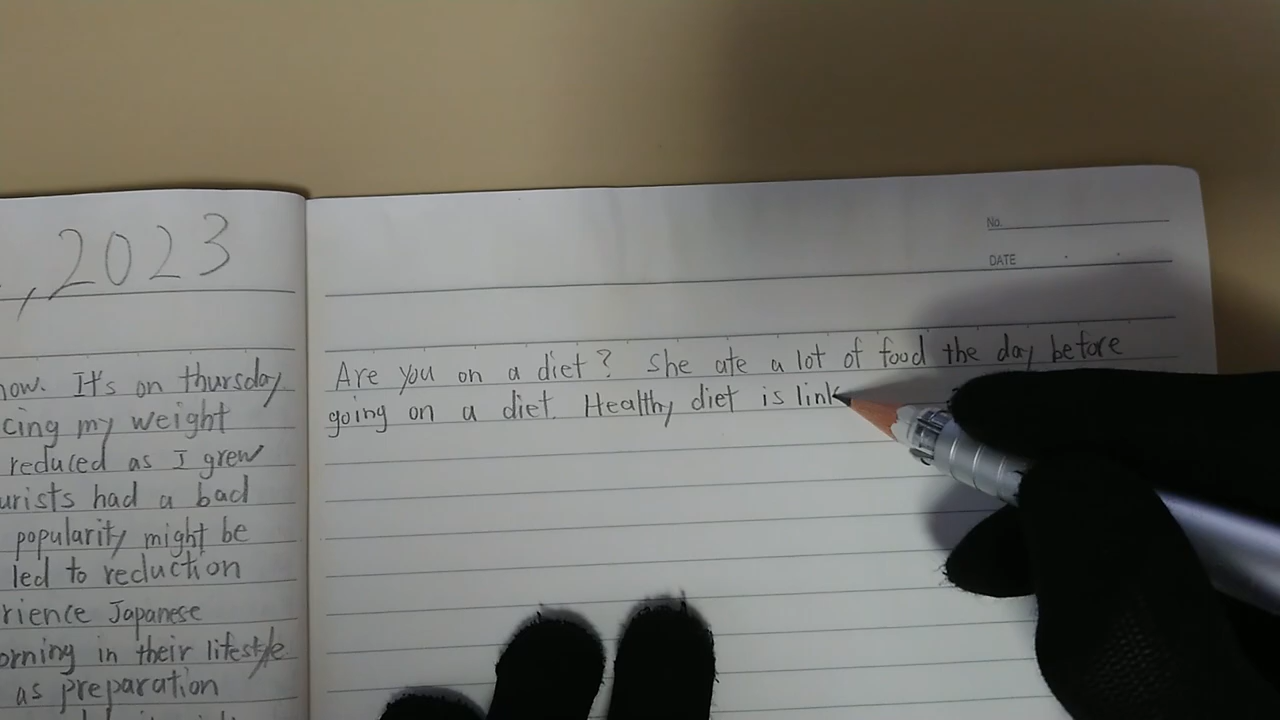 , 2023
now. It's on thursday
cing my weight
reduced as I grew
urists had a bad
popularity might be
led to reduction
rience Japanese
orning in their lifestyle
as preparation
No.
DATE
Are you on a diet? She ate a lot of food the day before
going on a diet. Healthy diet is link